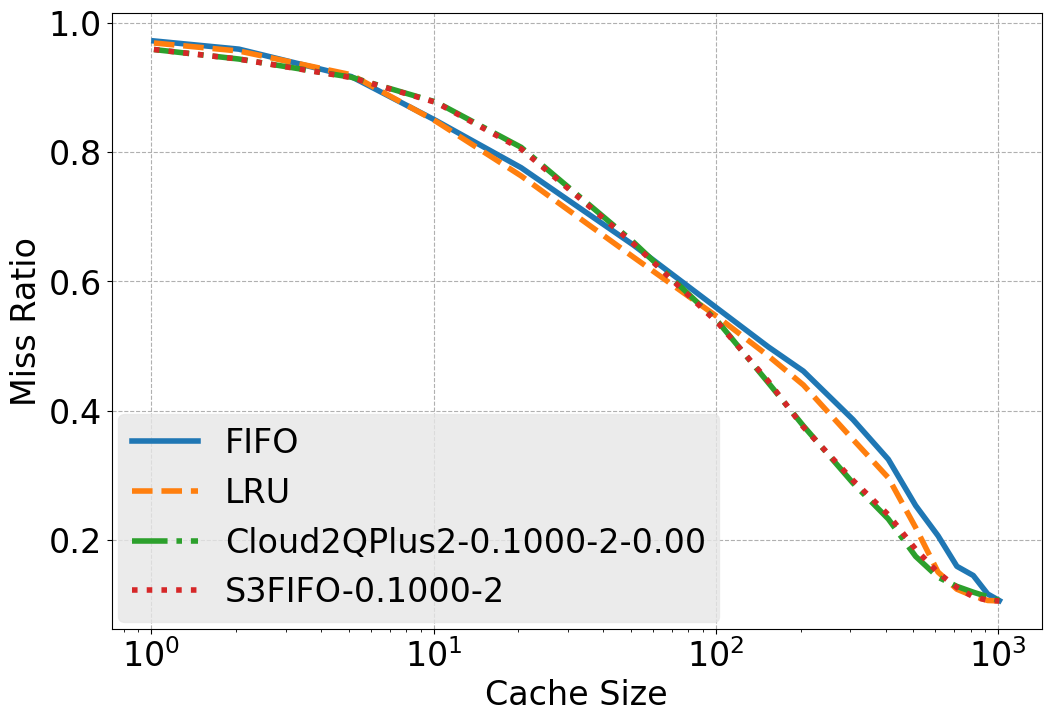 1.0
0.8
0.6
0.4
0.2
Miss Ratio
FIFO
LRU
Cloud2QPlus2-0.1000-2-0.00
S3FIFO-0.1000-2
10⁰ 10¹ 10² 10³
Cache Size